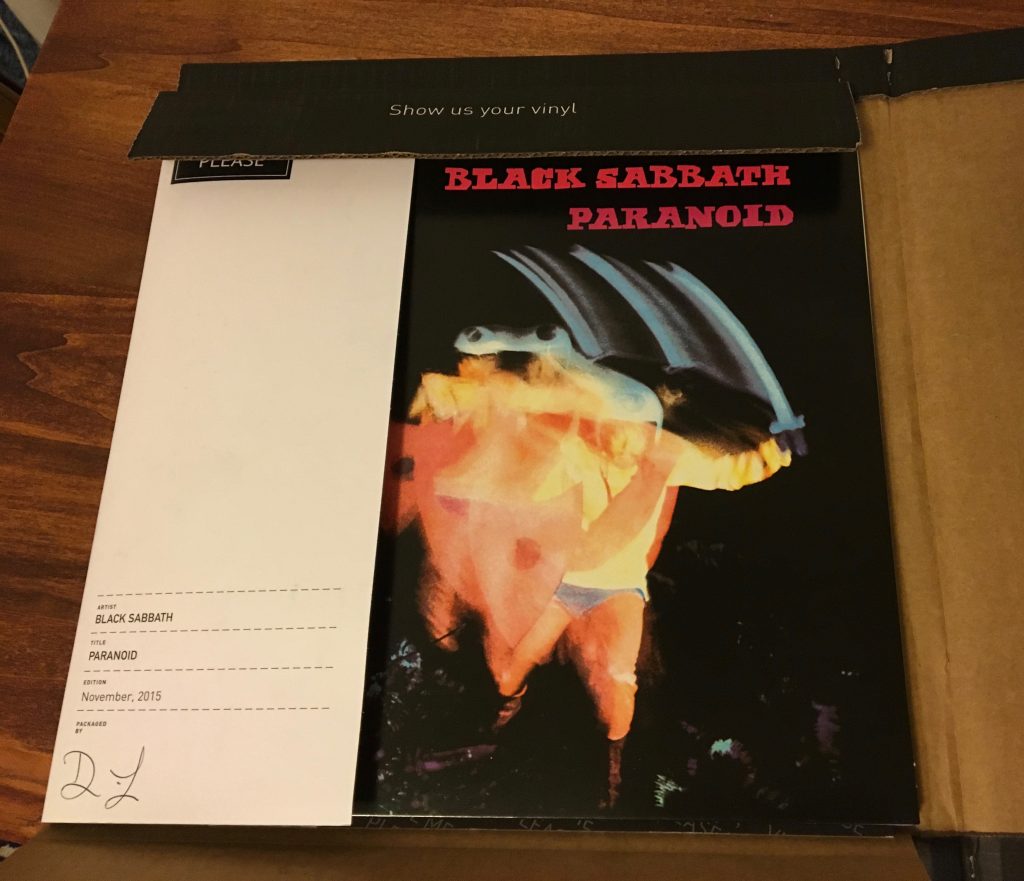 Show us your vinyl
PLEASE
BLACK SABBATH
PARANOID
ARTIST
BLACK SABBATH
TITLE
PARANOID
EDITION
November, 2015
PACKAGED
BY
D.L